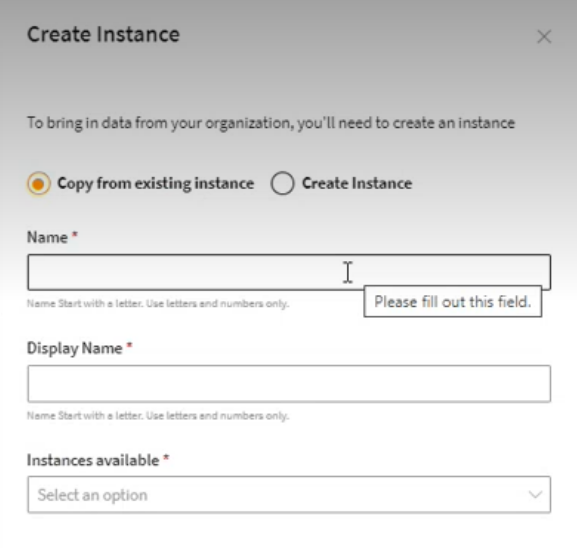 Create Instance
To bring in data from your organization, you'll need to create an instance
Copy from existing instance Create Instance
Name *
Please fill out this field.
Name Start with a letter. Use letters and numbers only.
Display Name *
Name Start with a letter. Use letters and numbers only.
Instances available *
Select an option